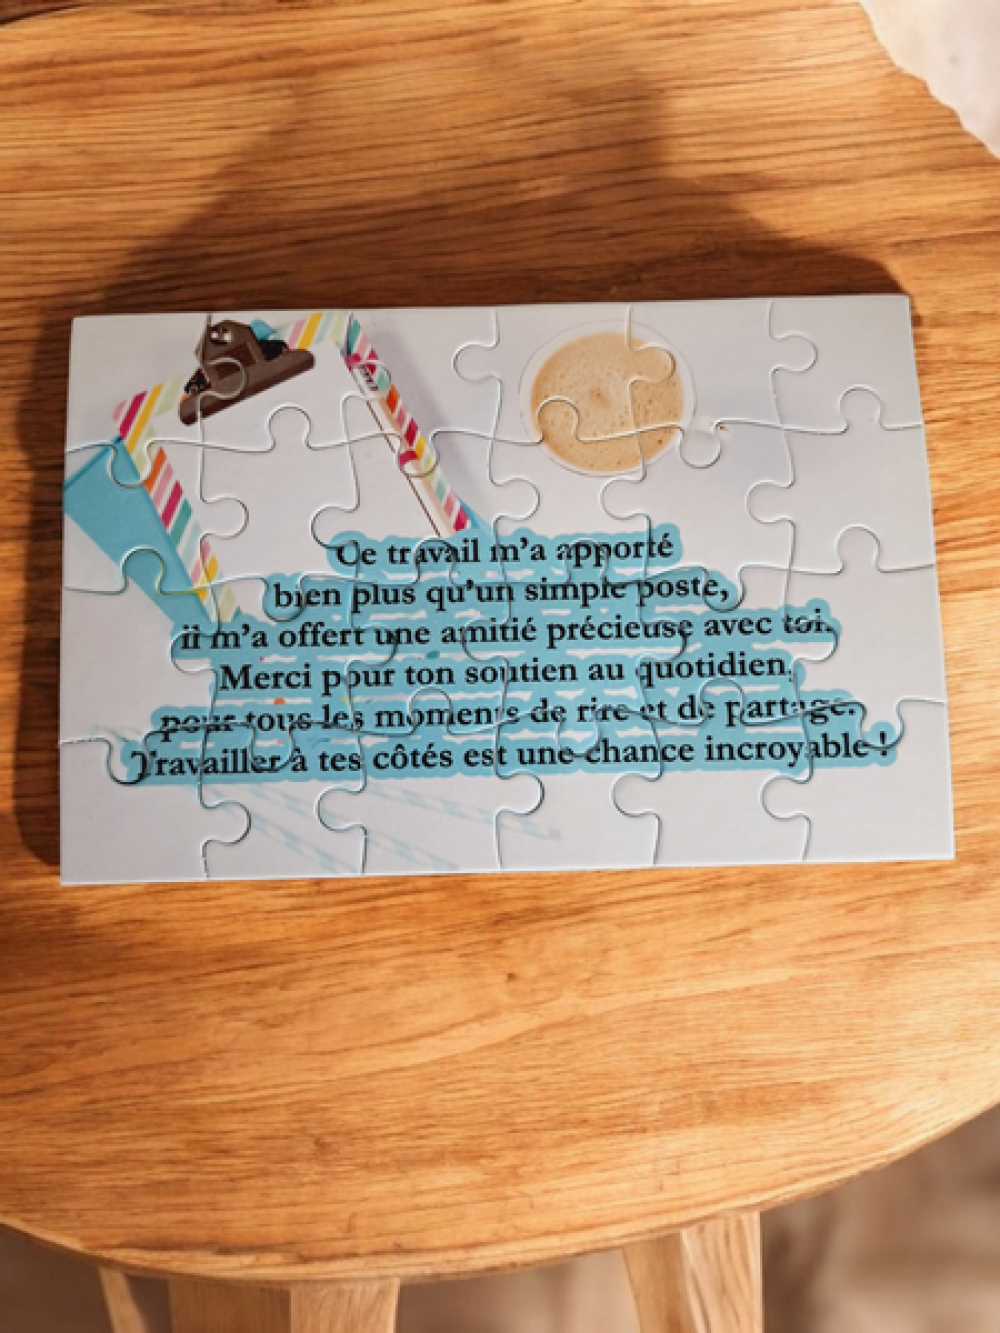 Ce travail m'a apporté
bien plus qu'un simple poste,
il m'a offert une amitié précieuse avec toi.
Merci pour ton soutien au quotidien,
pour tous les moments de rire et de partage.
Travailler à tes côtés est une chance incroyable !